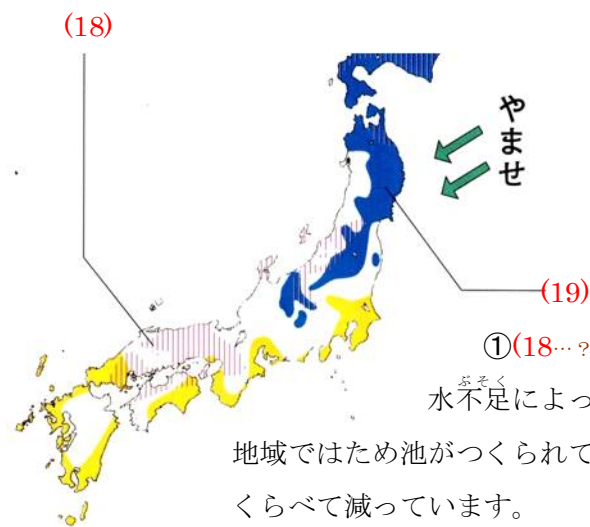 (18)
やませ
(19)
①(18…?
ぶそく
水不足によっ
地域ではため池がつくられて
くらべて減っています。